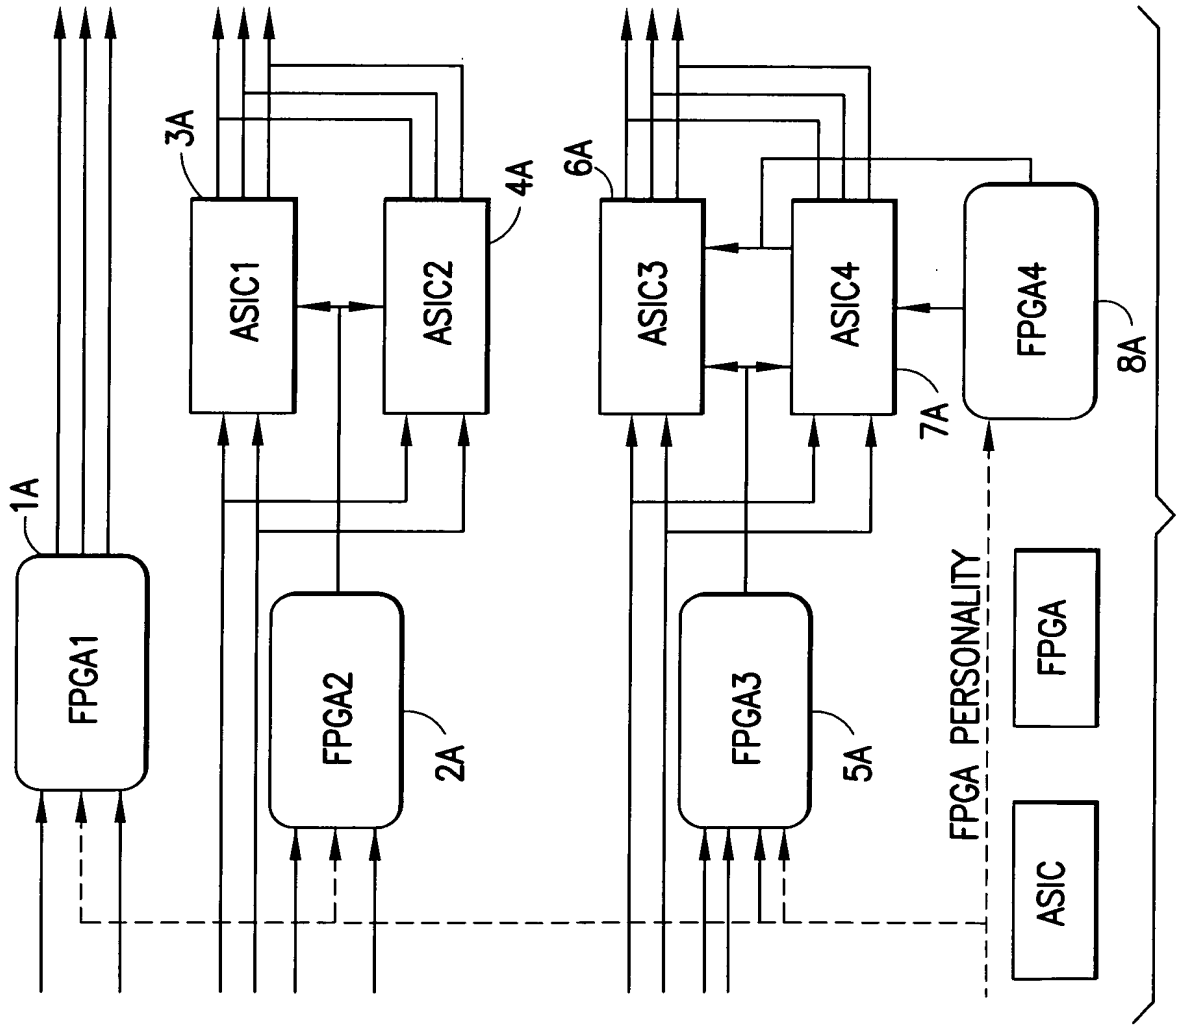 1A
FPGA1
3A
ASIC1
4A
ASIC2
FPGA2
2A
6A
ASIC3
ASIC4
7A
FPGA3
5A
FPGA4
8A
FPGA PERSONALITY
ASIC
FPGA